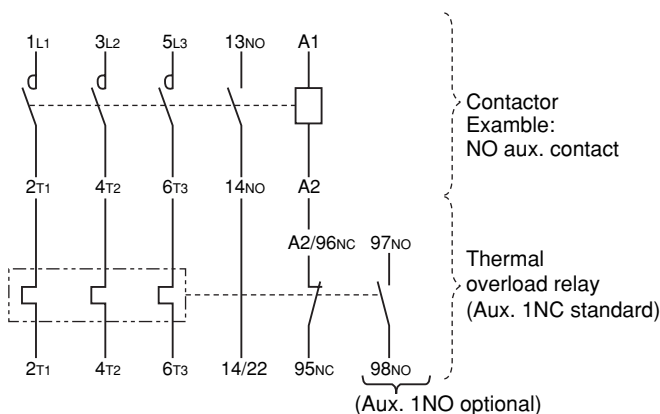 1L1 3L2 5L3 13NO A1
Contactor
Examble:
NO aux. contact
2T1 4T2 6T3 14NO A2
A2/96NC 97NO
Thermal
overload relay
(Aux. 1NC standard)
2T1 4T2 6T3 14/22 95NC 98NO
(Aux. 1NO optional)